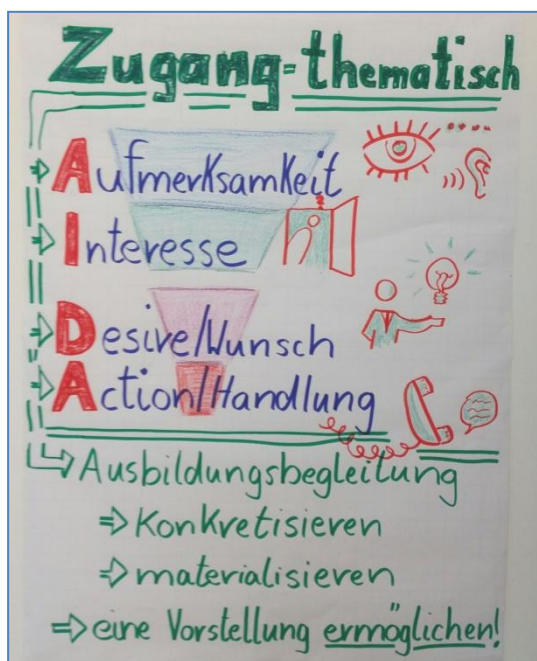 Zugang-thematisch
⇒ Aufmerksamkeit
⇒ Interesse
⇒ Desire/Wunsch
⇒ Action/Handlung
↳ Ausbildungsbegleitung
⇒ Konkretisieren
⇒ materialisieren
⇒ eine Vorstellung ermöglichen!